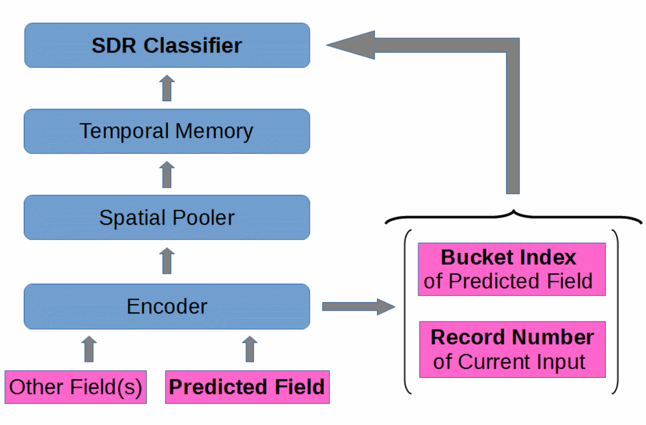 SDR Classifier
Temporal Memory
Spatial Pooler
Encoder
Other Field(s)
Predicted Field
Bucket Index
of Predicted Field
Record Number
of Current Input